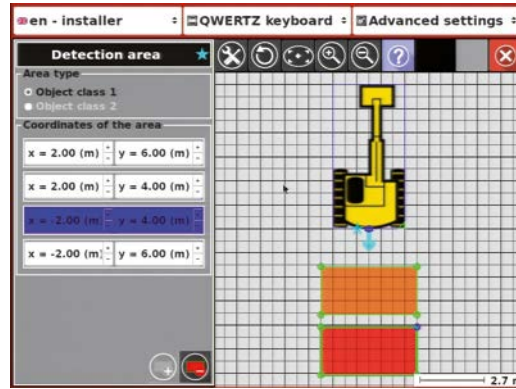 en - installer
QWERTZ keyboard
Advanced settings
Detection area
Area type
Object class 1
Object class 2
Coordinates of the area
x = 2.00 (m) y = 6.00 (m)
x = 2.00 (m) y = 4.00 (m)
x = -2.00 (m) y = 4.00 (m)
x = -2.00 (m) y = 6.00 (m)
?
2.7 m